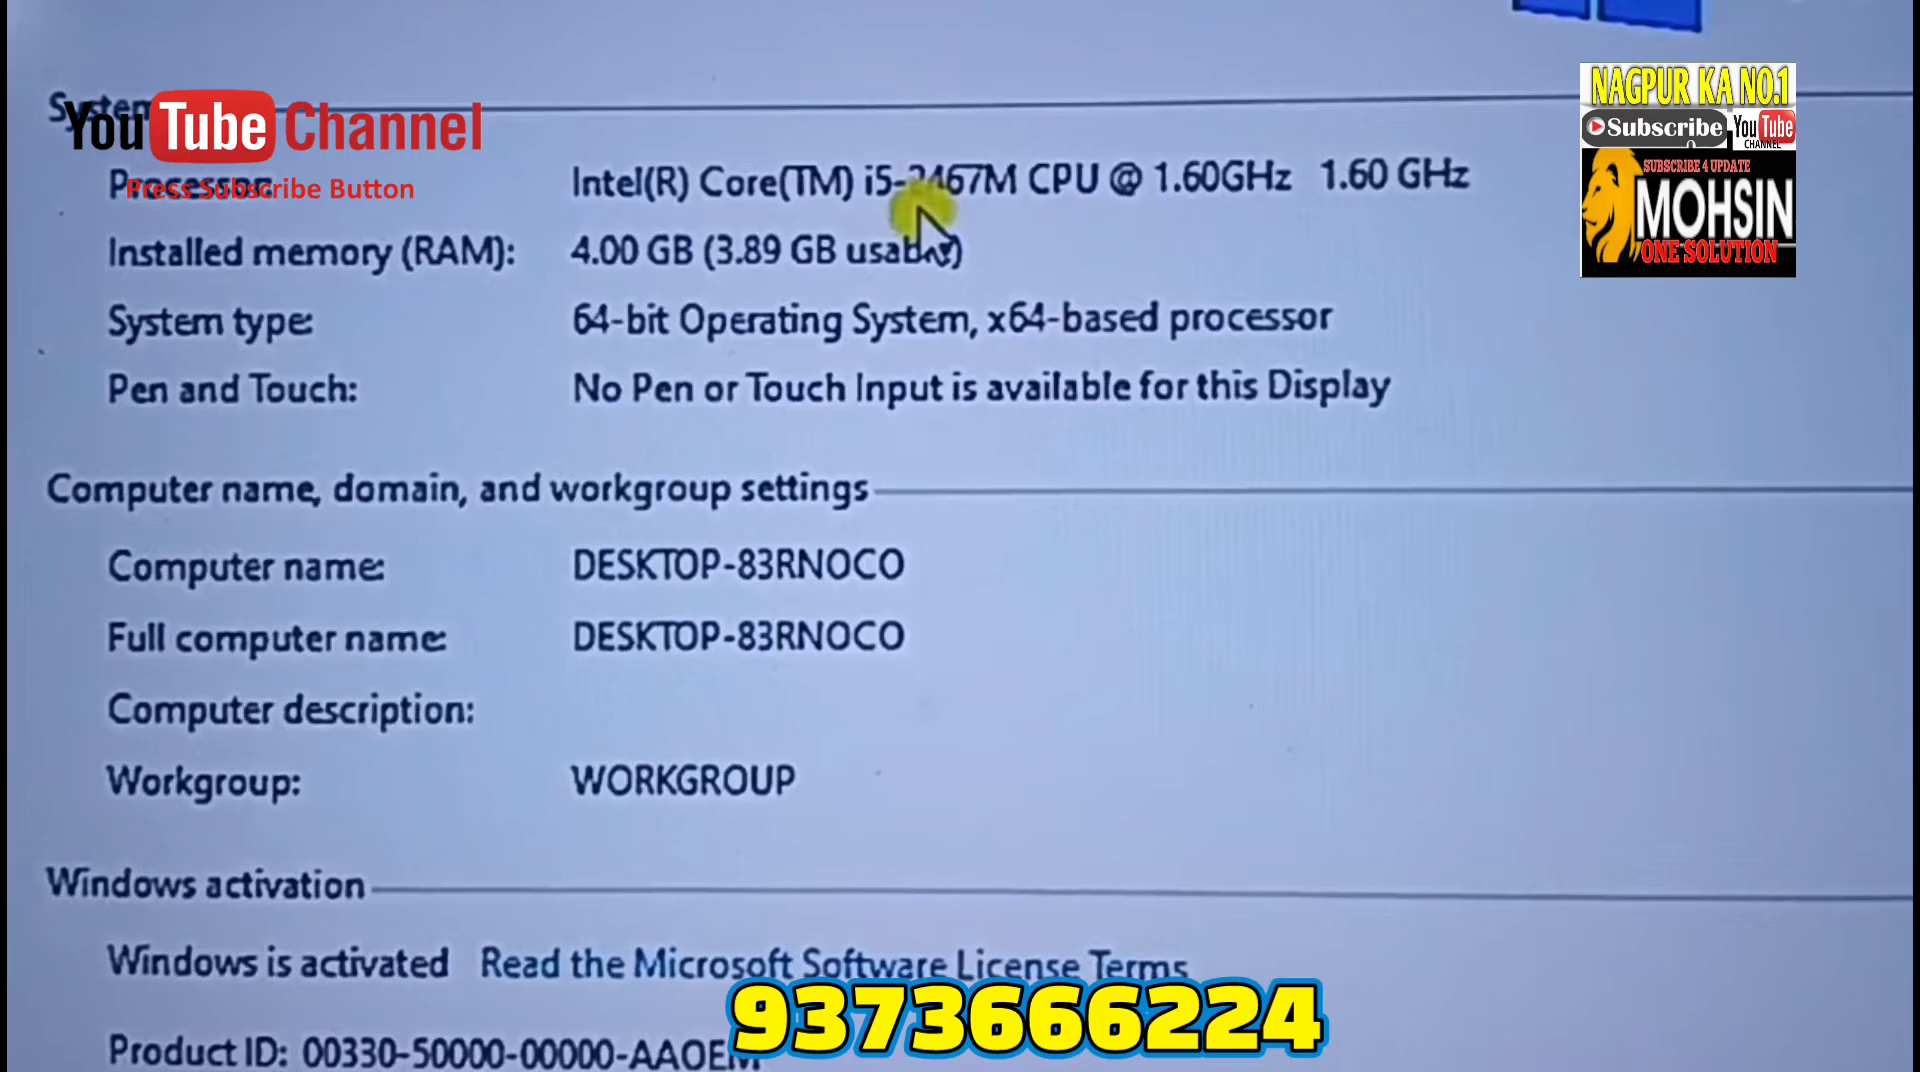 System
YouTube Channel
Press Subscribe Button
NAGPUR KA NO.1
Subscribe YouTube
CHANNEL
SUBSCRIBE 4 UPDATE
MOHSIN
ONE SOLUTION
Processor Intel(R) Core(TM) i5-2467M CPU @ 1.60GHz 1.60 GHz
Installed memory (RAM): 4.00 GB (3.89 GB usable)
System type: 64-bit Operating System, x64-based processor
Pen and Touch: No Pen or Touch Input is available for this Display
Computer name, domain, and workgroup settings
Computer name: DESKTOP-83RNOCO
Full computer name: DESKTOP-83RNOCO
Computer description:
Workgroup: WORKGROUP
Windows activation
Windows is activated Read the Microsoft Software License Terms
9373666224
Product ID: 00330-50000-00000-AAOEM